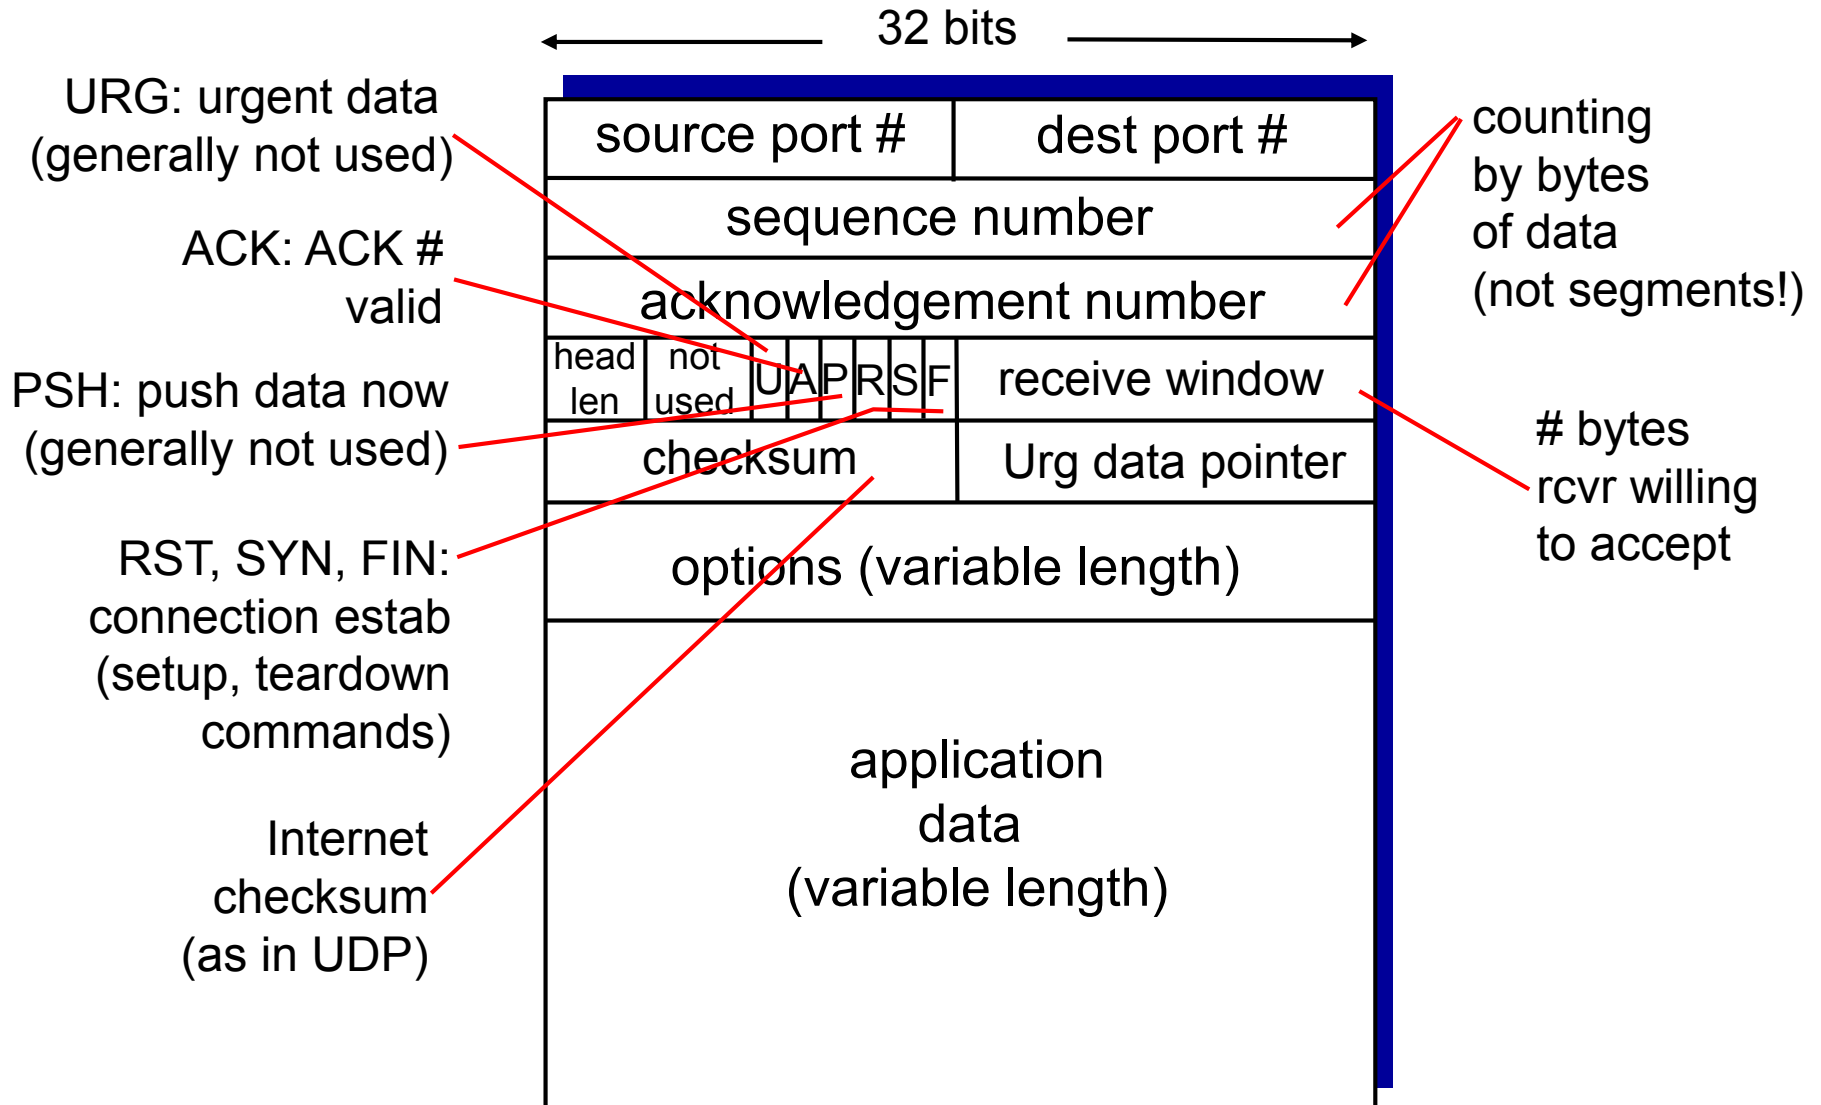 32 bits
URG: urgent data
(generally not used)
ACK: ACK #
valid
PSH: push data now
(generally not used)
RST, SYN, FIN:
connection estab
(setup, teardown
commands)
Internet
checksum
(as in UDP)
source port #
dest port #
sequence number
acknowledgement number
head
len
not
used
U
A
P
R
S
F
receive window
checksum
Urg data pointer
options (variable length)
application
data
(variable length)
counting
by bytes
of data
(not segments!)
# bytes
rcvr willing
to accept